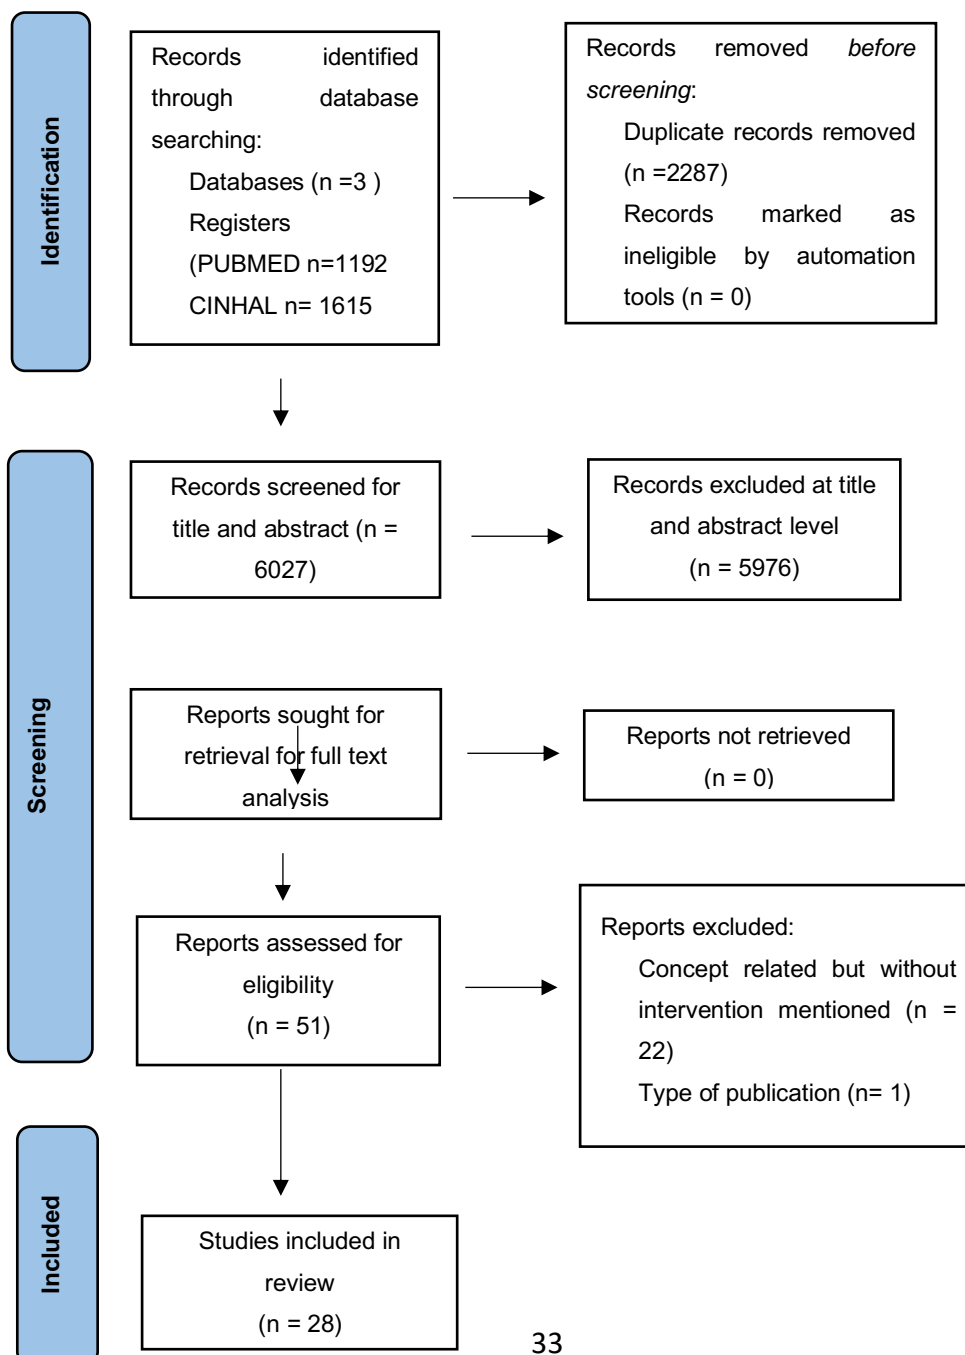 Identification
Records identified
through database
searching:
Databases (n =3 )
Registers
(PUBMED n=1192
CINHAL n= 1615
Records removed before
screening:
Duplicate records removed
(n =2287)
Records marked as
ineligible by automation
tools (n = 0)
Screening
Records screened for
title and abstract (n =
6027)
Records excluded at title
and abstract level
(n = 5976)
Reports sought for
retrieval for full text
analysis
Reports not retrieved
(n = 0)
Reports assessed for
eligibility
(n = 51)
Reports excluded:
Concept related but without
intervention mentioned (n =
22)
Type of publication (n= 1)
Included
Studies included in
review
(n = 28)
33